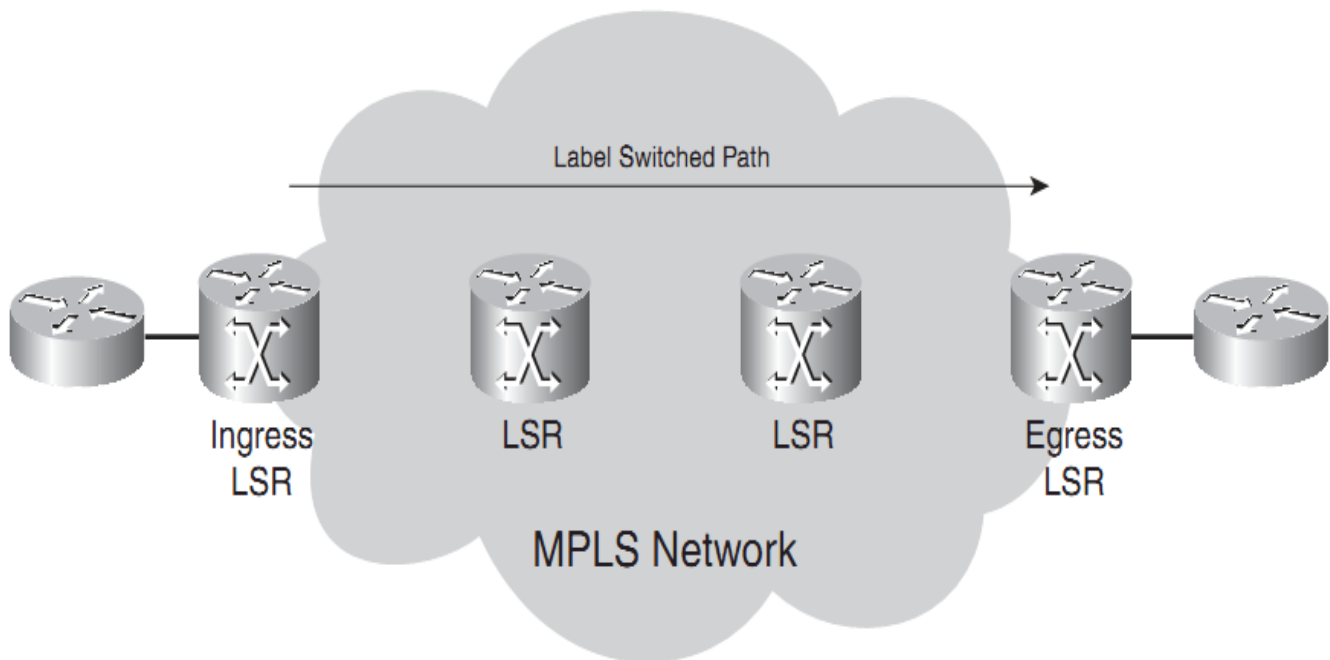 Label Switched Path
Ingress
LSR
LSR
LSR
Egress
LSR
MPLS Network